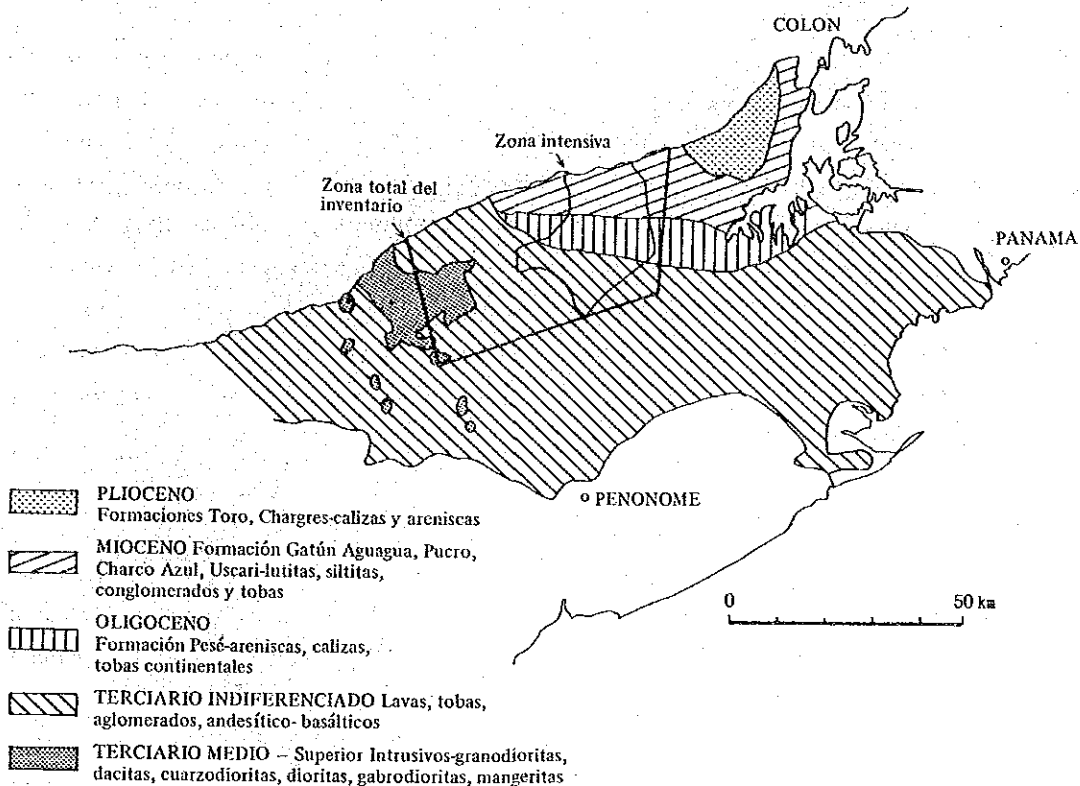 COLON
Zona intensiva
Zona total del
inventario
PANAMA
PENONOME
PLIOCENO
Formaciones Toro, Chargres-calizas y areniscas
MIOCENO Formación Gatún Aguagua, Pucro,
Charco Azul, Uscari-lutitas, siltitas,
conglomerados y tobas
OLIGOCENO
Formación Pesé-areniscas, calizas,
tobas continentales
TERCIARIO INDIFERENCIADO Lavas, tobas,
aglomerados, andesítico- basálticos
TERCIARIO MEDIO – Superior Intrusivos-granodioritas,
dacitas, cuarzodioritas, dioritas, gabrodioritas, mangeritas
0 50 km